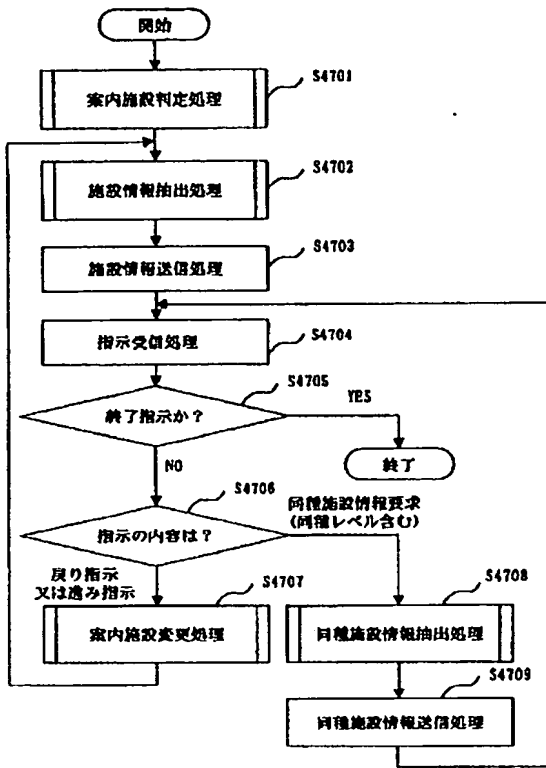 開始
S4701
案内施設判定処理
S4702
施設情報抽出処理
S4703
施設情報送信処理
S4704
指示受信処理
S4705
終了指示か？
YES
終了
NO
S4706
指示の内容は？
同種施設情報要求
(同種レベル含む)
戻り指示
又は進み指示
S4707
案内施設変更処理
S4708
同種施設情報抽出処理
S4709
同種施設情報送信処理